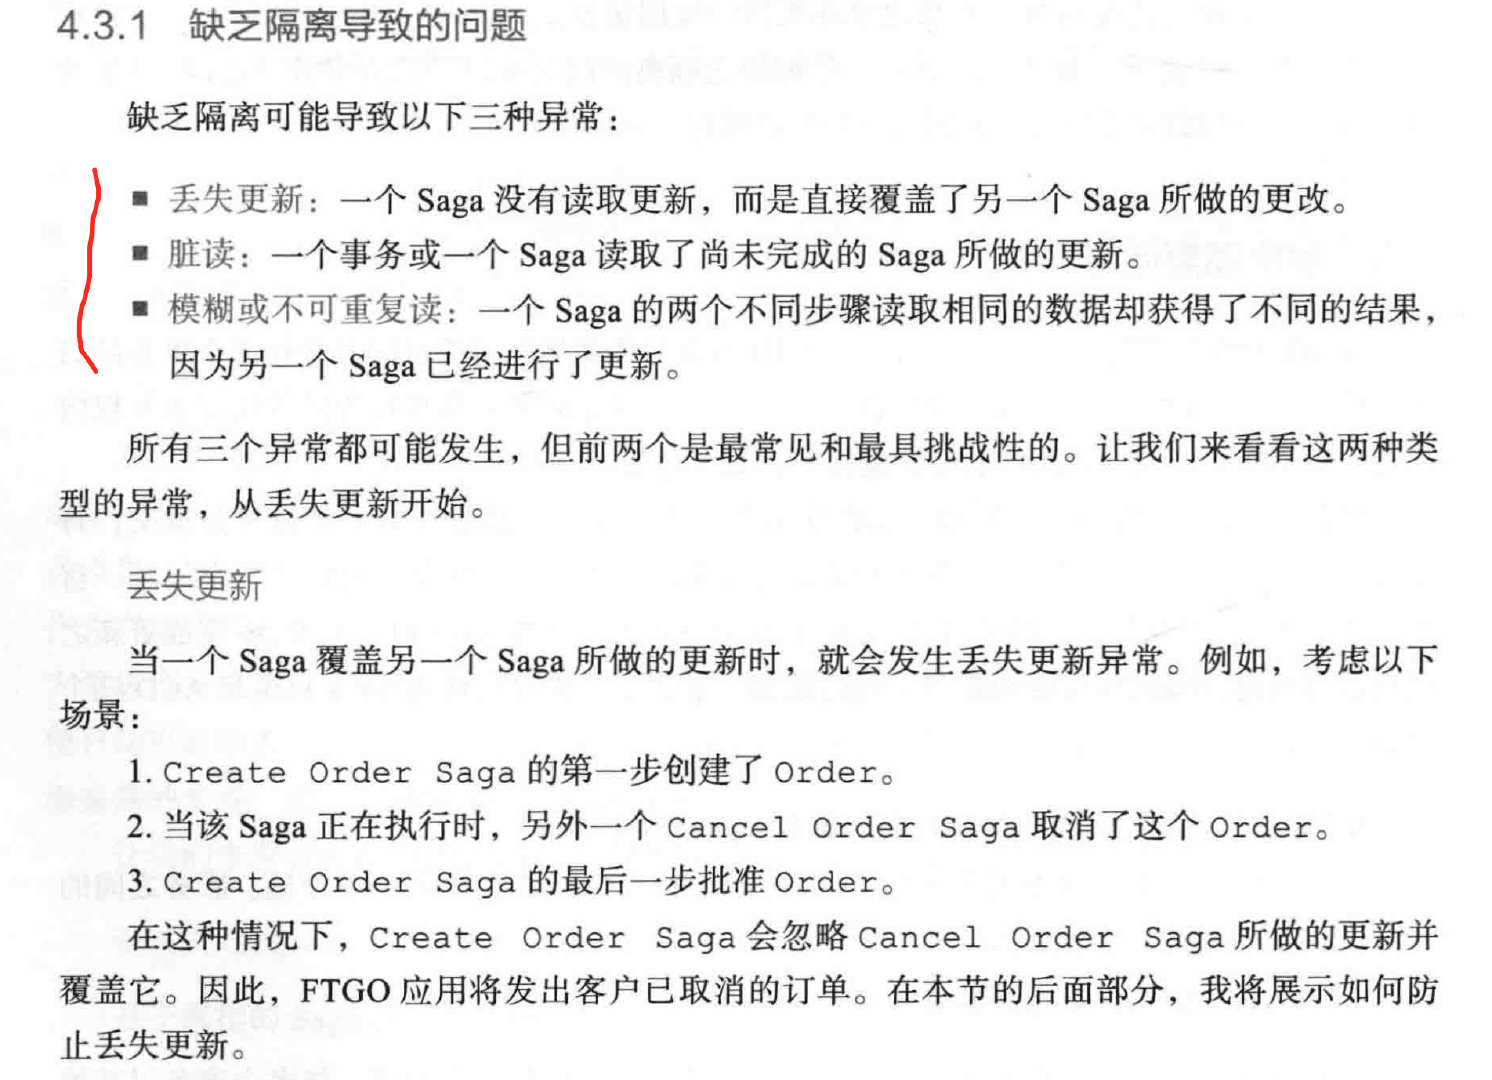 4.3.1 缺乏隔离导致的问题
缺乏隔离可能导致以下三种异常：
■ 丢失更新：一个 Saga 没有读取更新，而是直接覆盖了另一个 Saga 所做的更改。
■ 脏读：一个事务或一个 Saga 读取了尚未完成的 Saga 所做的更新。
■ 模糊或不可重复读：一个 Saga 的两个不同步骤读取相同的数据却获得了不同的结果，
因为另一个 Saga 已经进行了更新。
所有三个异常都可能发生，但前两个是最常见和最具挑战性的。让我们来看看这两种类
型的异常，从丢失更新开始。
丢失更新
当一个 Saga 覆盖另一个 Saga 所做的更新时，就会发生丢失更新异常。例如，考虑以下
场景：
1. Create Order Saga 的第一步创建了 Order。
2. 当该 Saga 正在执行时，另外一个 Cancel Order Saga 取消了这个 Order。
3. Create Order Saga 的最后一步批准 Order。
在这种情况下，Create Order Saga 会忽略 Cancel Order Saga 所做的更新并
覆盖它。因此，FTGO 应用将发出客户已取消的订单。在本节的后面部分，我将展示如何防
止丢失更新。